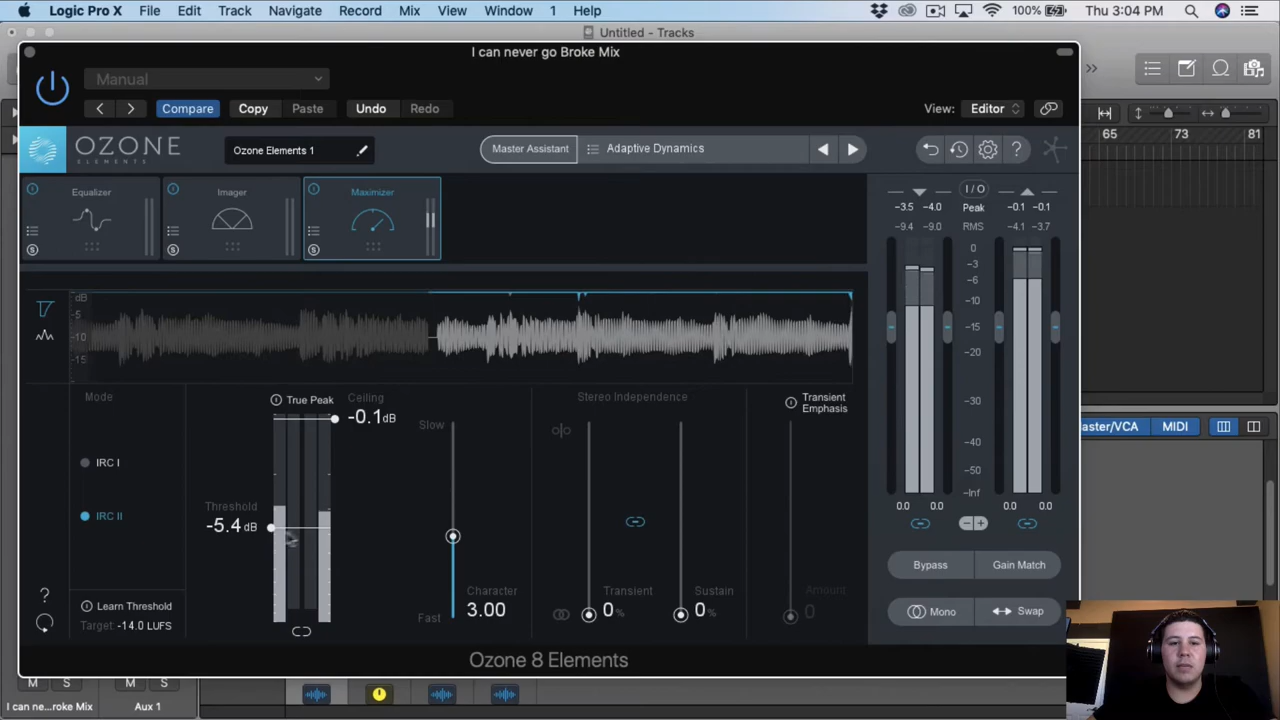 Logic Pro X File Edit Track Navigate Record Mix View Window 1 Help 100% Thu 3:04 PM
Untitled - Tracks
I can never go Broke Mix
Manual
Compare Copy Paste Undo Redo View: Editor
65 73 81
OZONE
ELEMENTS
Ozone Elements 1
Master Assistant
Adaptive Dynamics
?
Equalizer Imager Maximizer
S S S
I / O
-3.5 -4.0 Peak -0.1 -0.1
-9.4 -9.0 RMS -4.1 -3.7
0
-3
-6
-10
-15
-20
-30
-40
-50
-Inf
0.0 0.0 0.0 0.0
dB
-5
-10
-15
Mode
IRC I
IRC II
Learn Threshold
Target: -14.0 LUFS
?
True Peak
Ceiling
-0.1dB
Threshold
-5.4 dB
Slow
Fast
Character
3.00
Stereo Independence
Transient
0 %
Sustain
0 %
Transient
Emphasis
Amount
0
Bypass Gain Match
Mono Swap
aster/VCA MIDI
Ozone 8 Elements
M S M S
I can ne...roke Mix Aux 1